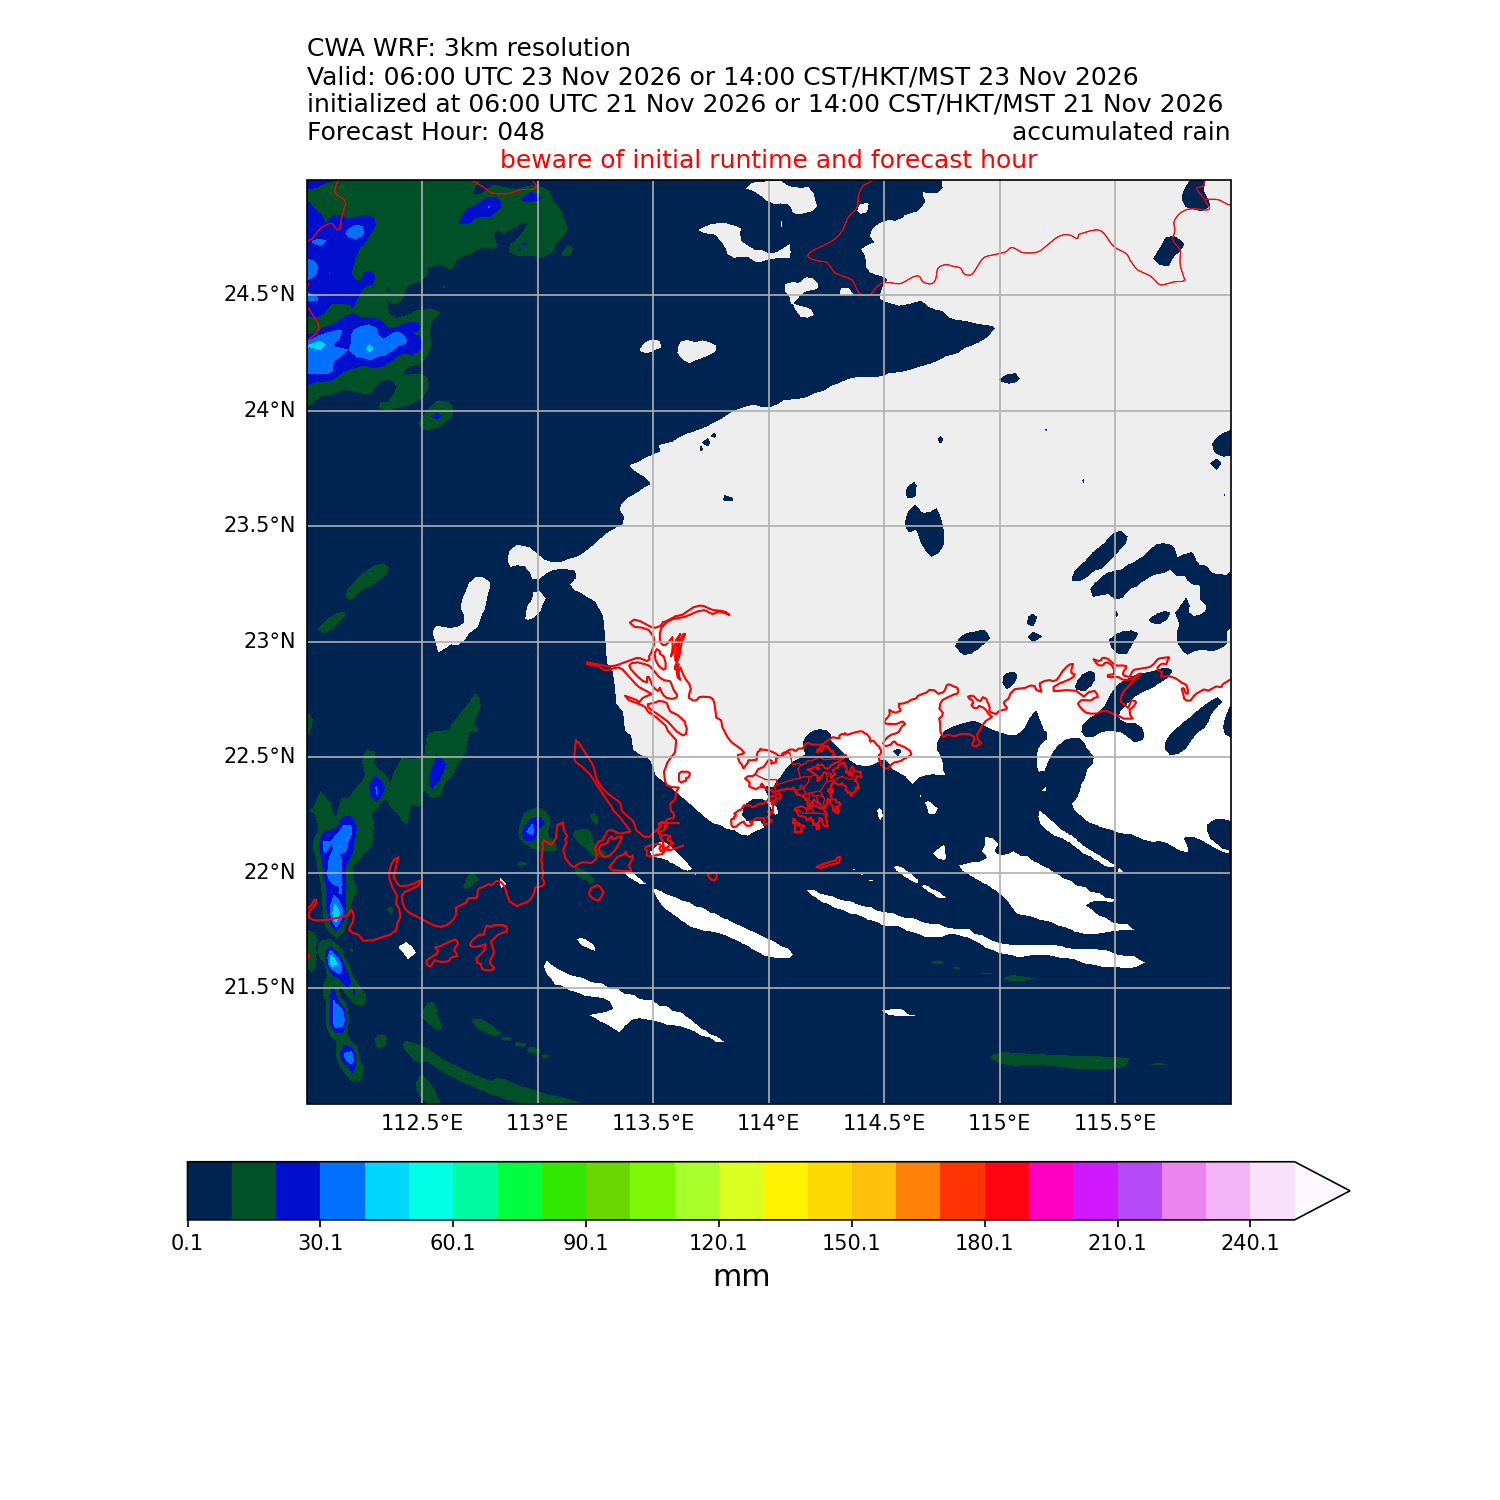 CWA WRF: 3km resolution
Valid: 06:00 UTC 23 Nov 2026 or 14:00 CST/HKT/MST 23 Nov 2026
initialized at 06:00 UTC 21 Nov 2026 or 14:00 CST/HKT/MST 21 Nov 2026
Forecast Hour: 048 accumulated rain
beware of initial runtime and forecast hour
24.5°N
24°N
23.5°N
23°N
22.5°N
22°N
21.5°N
112.5°E 113°E 113.5°E 114°E 114.5°E 115°E 115.5°E
0.1 30.1 60.1 90.1 120.1 150.1 180.1 210.1 240.1
mm